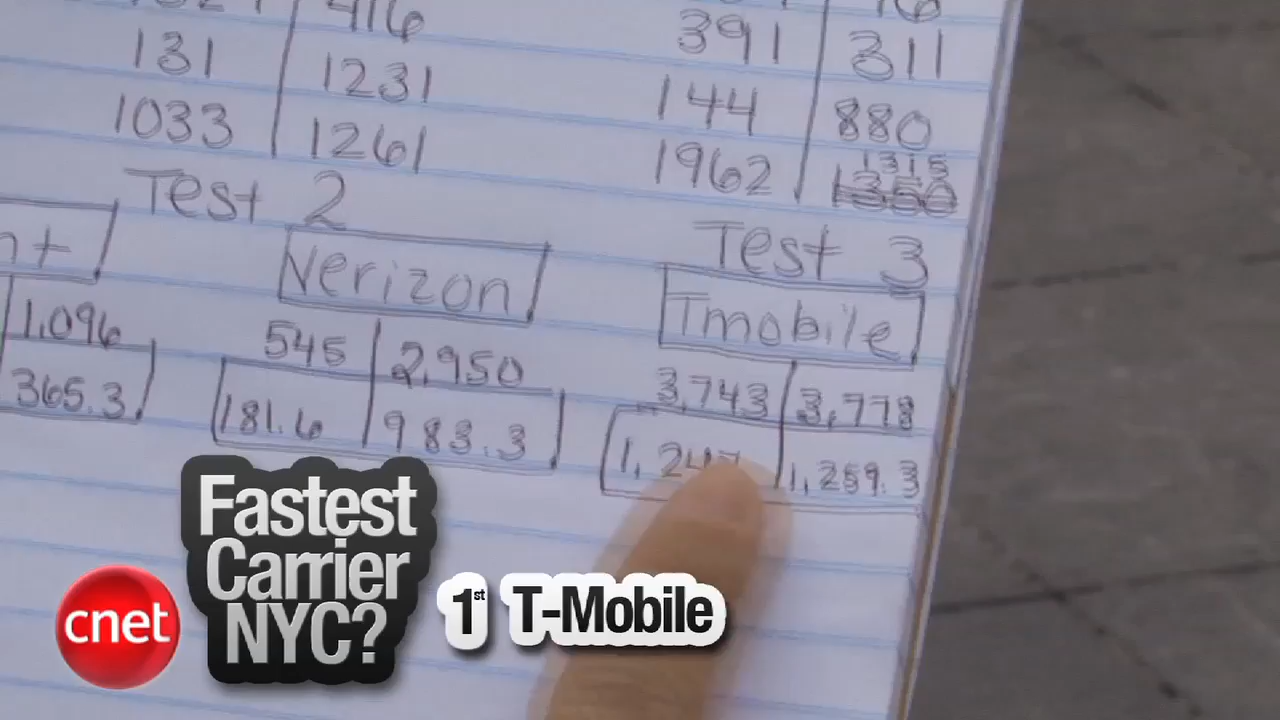 416
391 311
131 1231
144 880
1033 1261
1962 1315
1350
Test 2
Test 3
Verizon
Tmobile
1,096
545 2,950
3,743 3,778
365.3
181.6 983.3
1,259.3
Fastest
Carrier
NYC?
cnet
1st T-Mobile